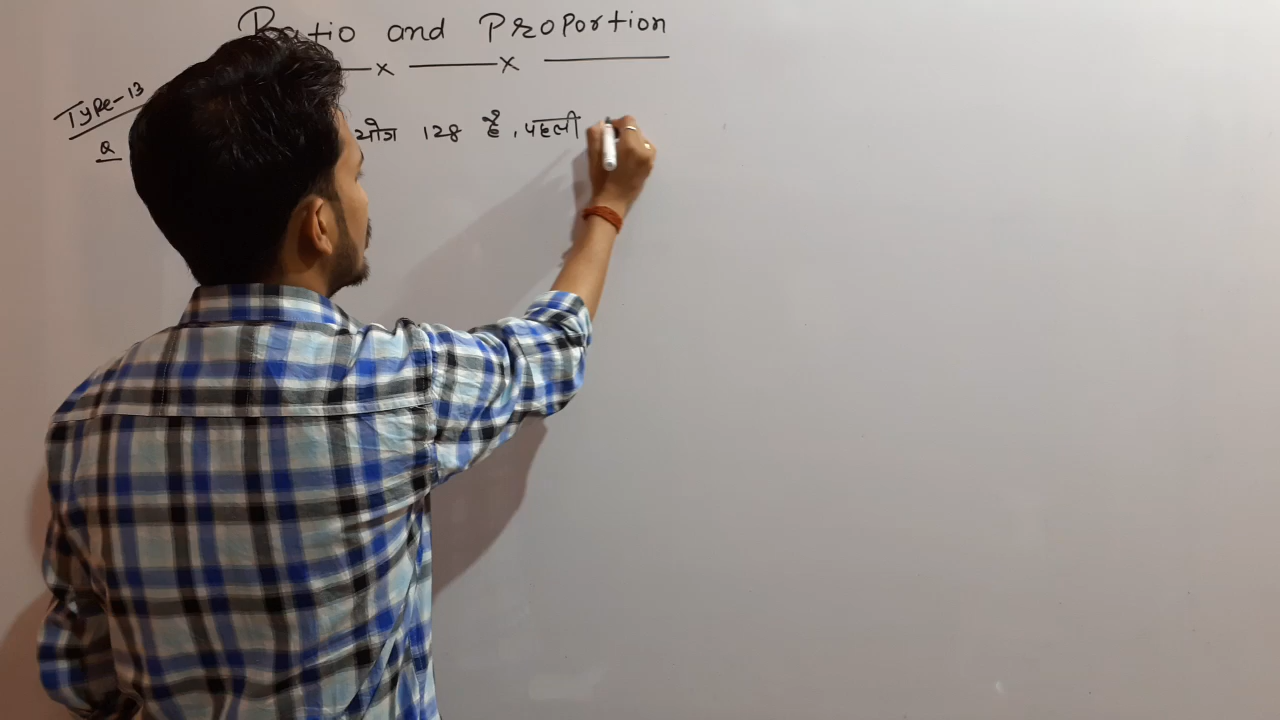 Ratio and Proportion
Type-13
Q
योग 128 है, पहली